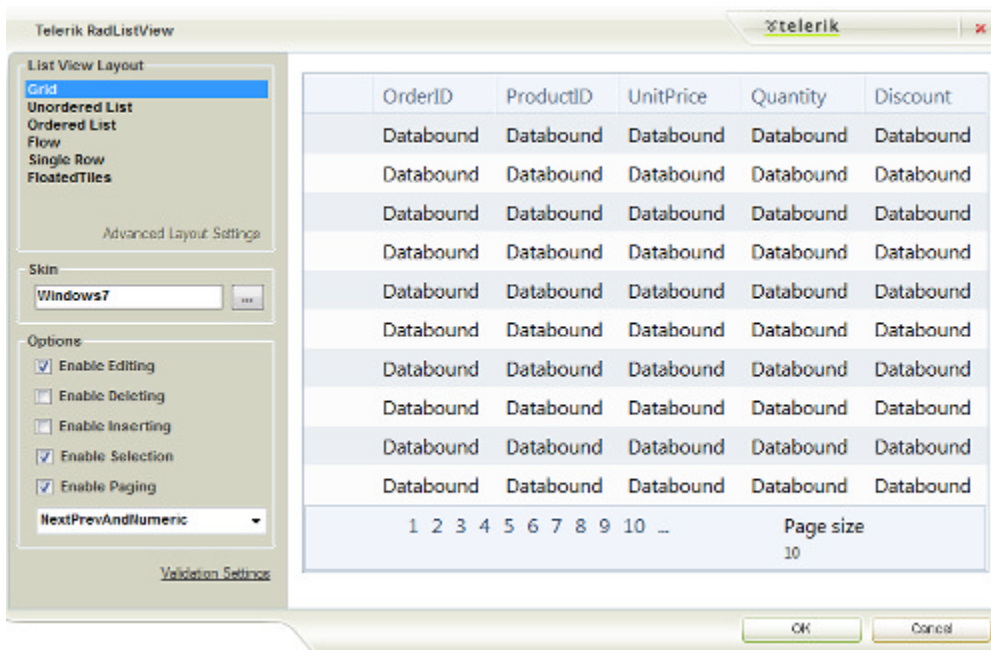 Telerik RadListView
telerik
List View Layout
Grid
Unordered List
Ordered List
Flow
Single Row
FloatedTiles
Advanced Layout Settings
Skin
Windows7
...
Options
Enable Editing
Enable Deleting
Enable Inserting
Enable Selection
Enable Paging
NextPrevAndNumeric
Validation Settings
OrderID ProductID UnitPrice Quantity Discount
Databound Databound Databound Databound Databound
Databound Databound Databound Databound Databound
Databound Databound Databound Databound Databound
Databound Databound Databound Databound Databound
Databound Databound Databound Databound Databound
Databound Databound Databound Databound Databound
Databound Databound Databound Databound Databound
Databound Databound Databound Databound Databound
Databound Databound Databound Databound Databound
Databound Databound Databound Databound Databound
1 2 3 4 5 6 7 8 9 10 ... Page size
10
OK Cancel